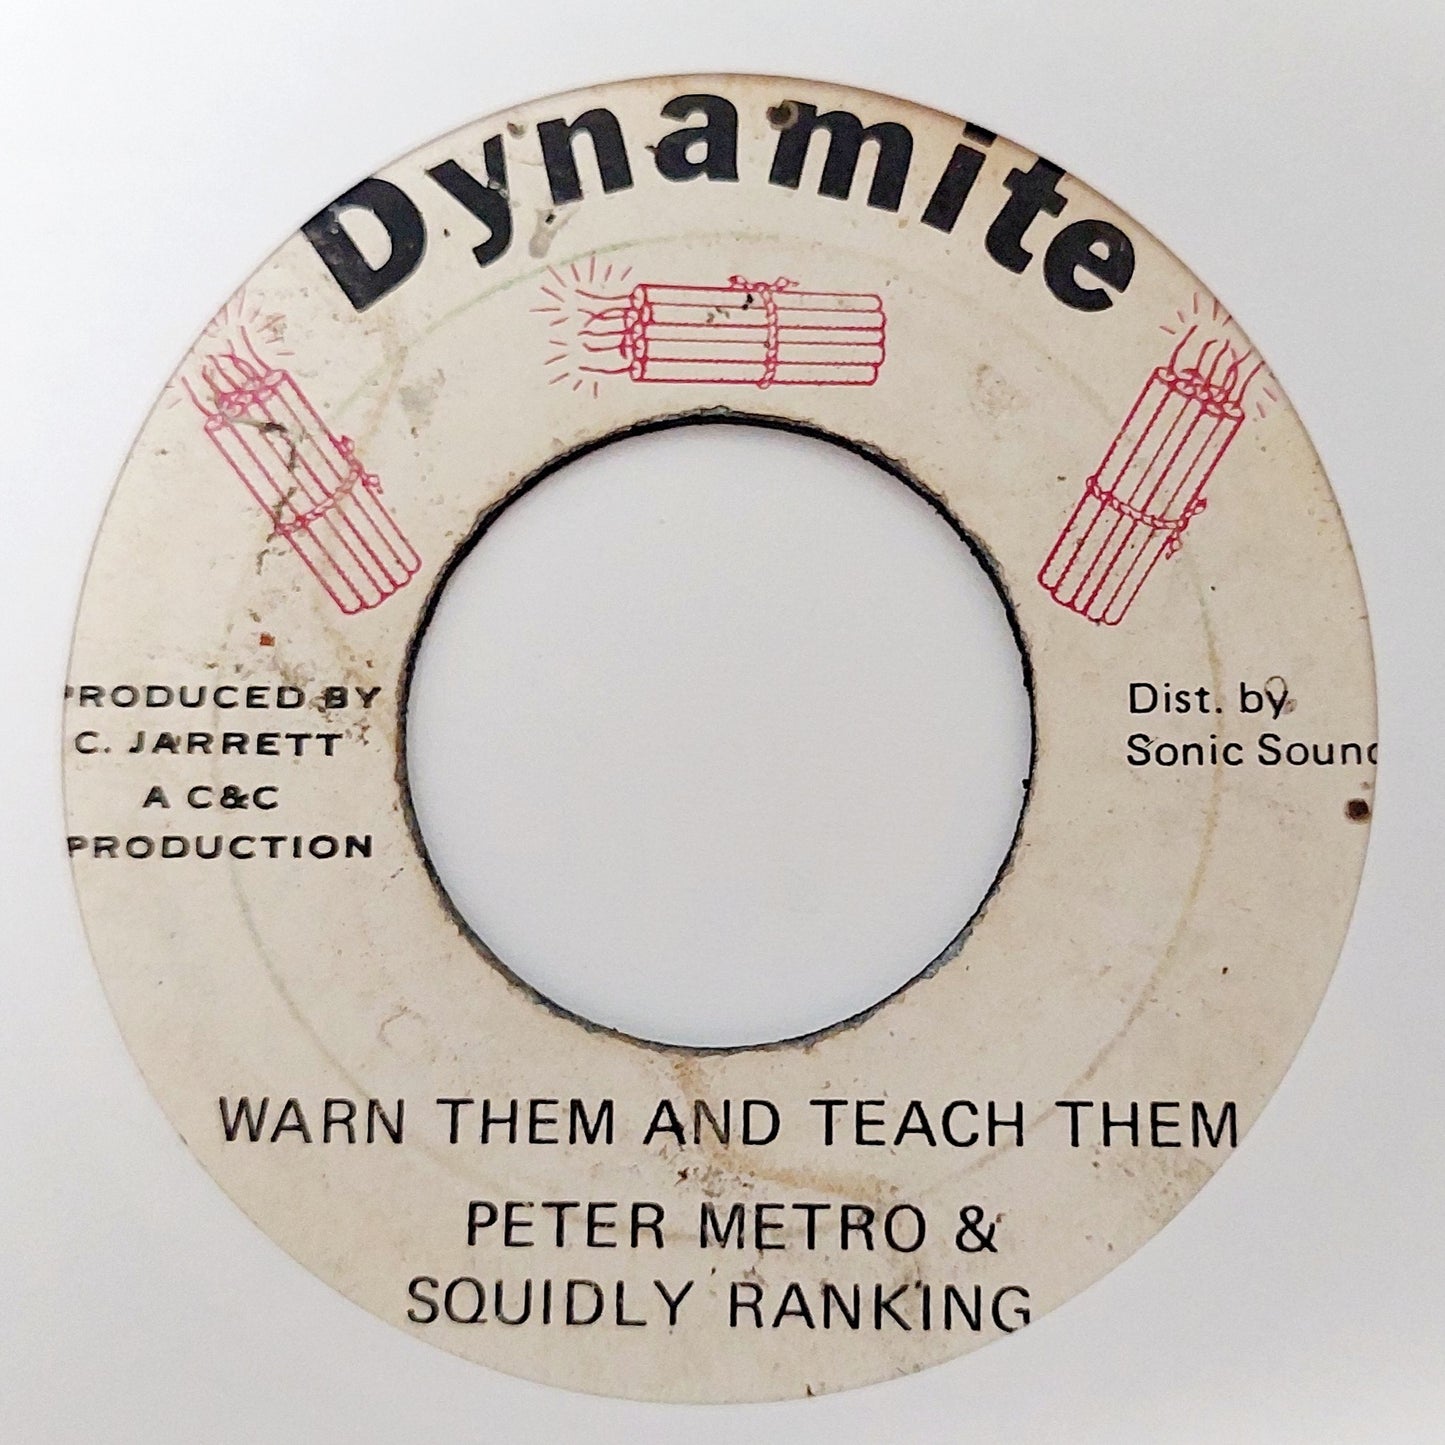 Dynamite
PRODUCED BY
C. JARRETT
A C&C
PRODUCTION
Dist. by
Sonic Sound
WARN THEM AND TEACH THEM
PETER METRO &
SQUIDLY RANKING